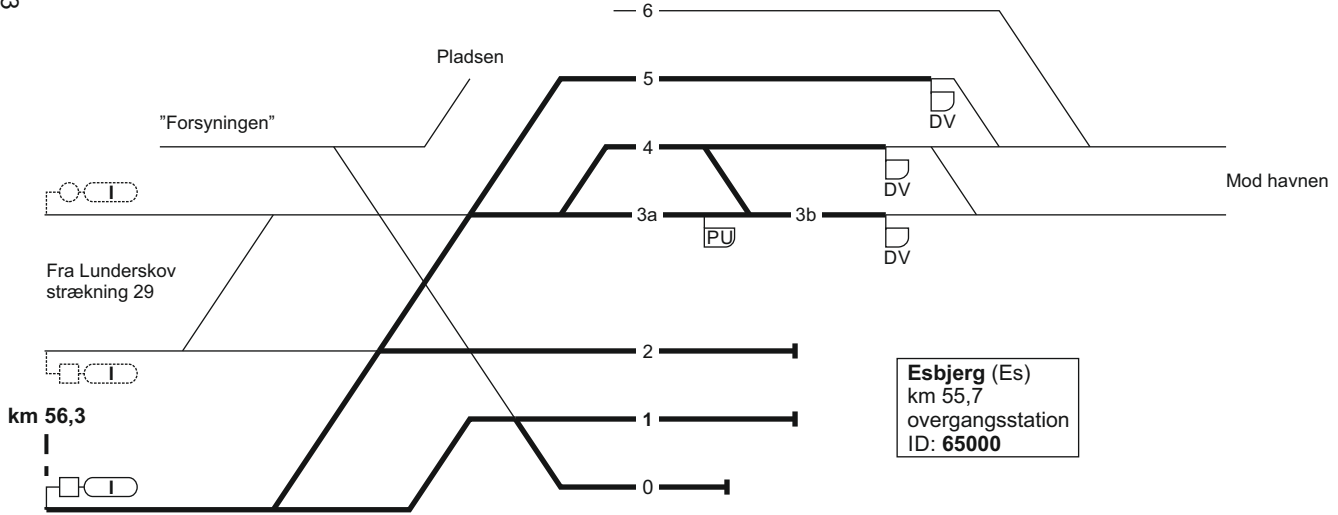 3
6
Pladsen
5
DV
"Forsyningen"
4
DV
Mod havnen
I
3a
3b
PU
DV
Fra Lunderskov
strækning 29
2
I
Esbjerg (Es)
km 55,7
overgangsstation
ID: 65000
km 56,3
1
I
0